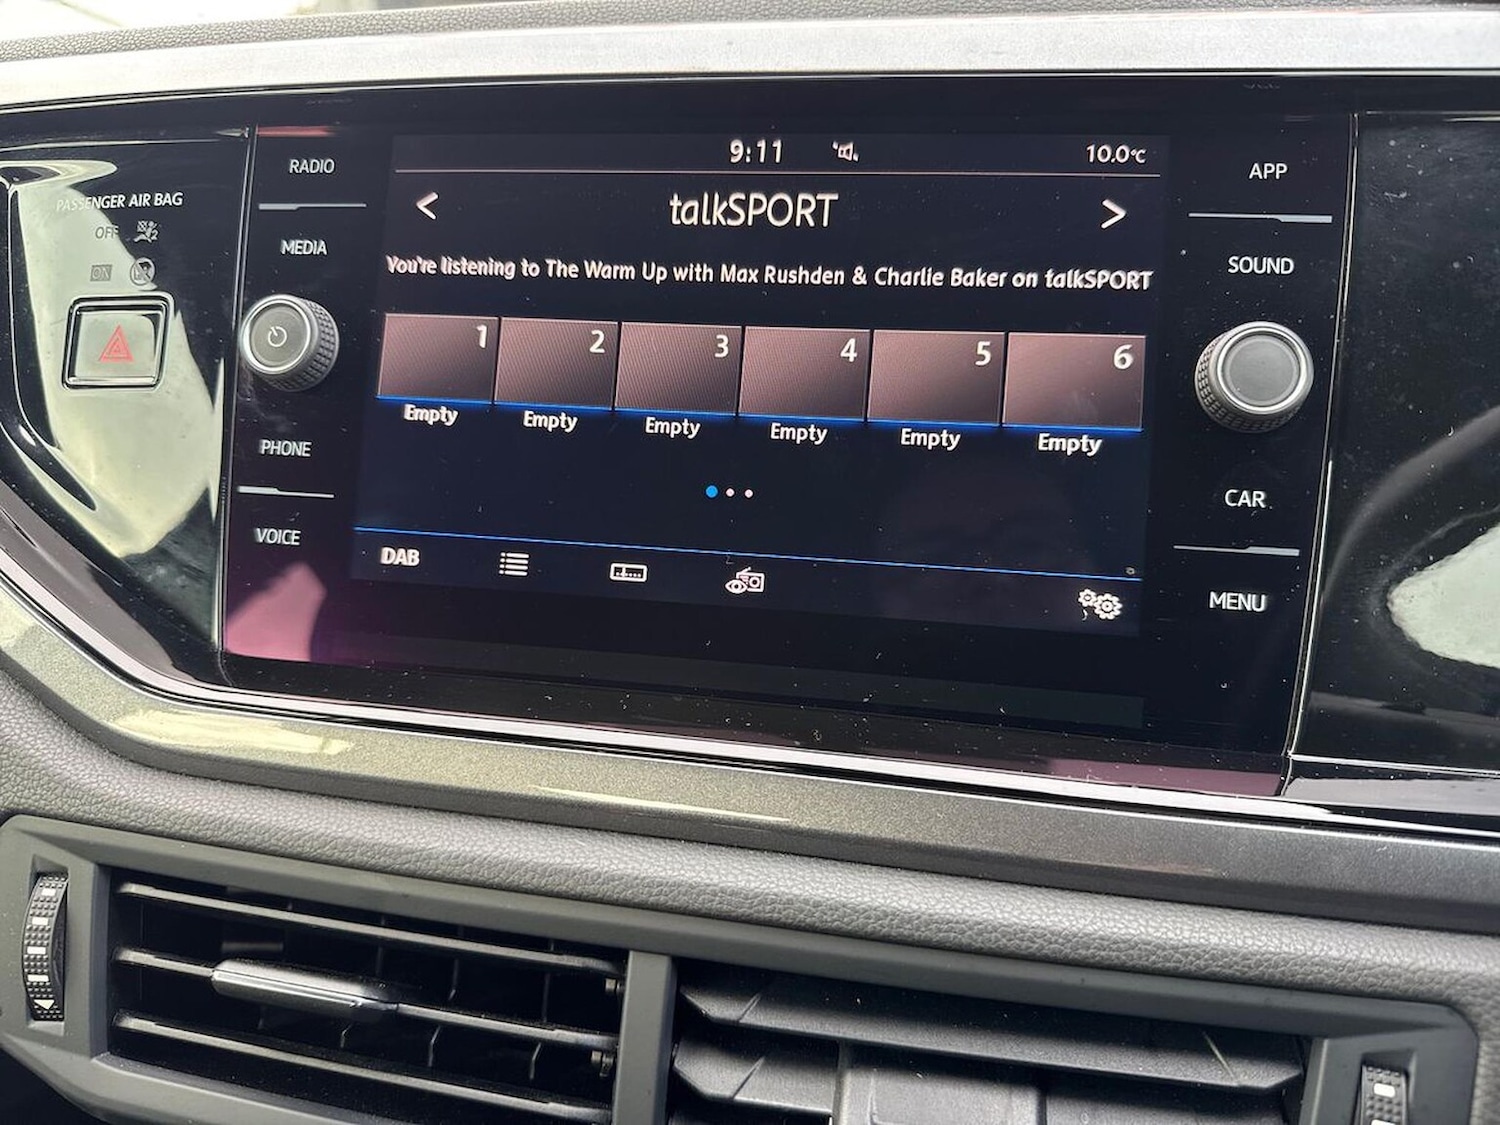 PASSENGER AIR BAG
OFF
ON
RADIO
MEDIA
PHONE
VOICE
9:11
10.0°C
< talkSPORT >
You're listening to The Warm Up with Max Rushden & Charlie Baker on talkSPORT
1 2 3 4 5 6
Empty Empty Empty Empty Empty Empty
DAB
APP
SOUND
CAR
MENU